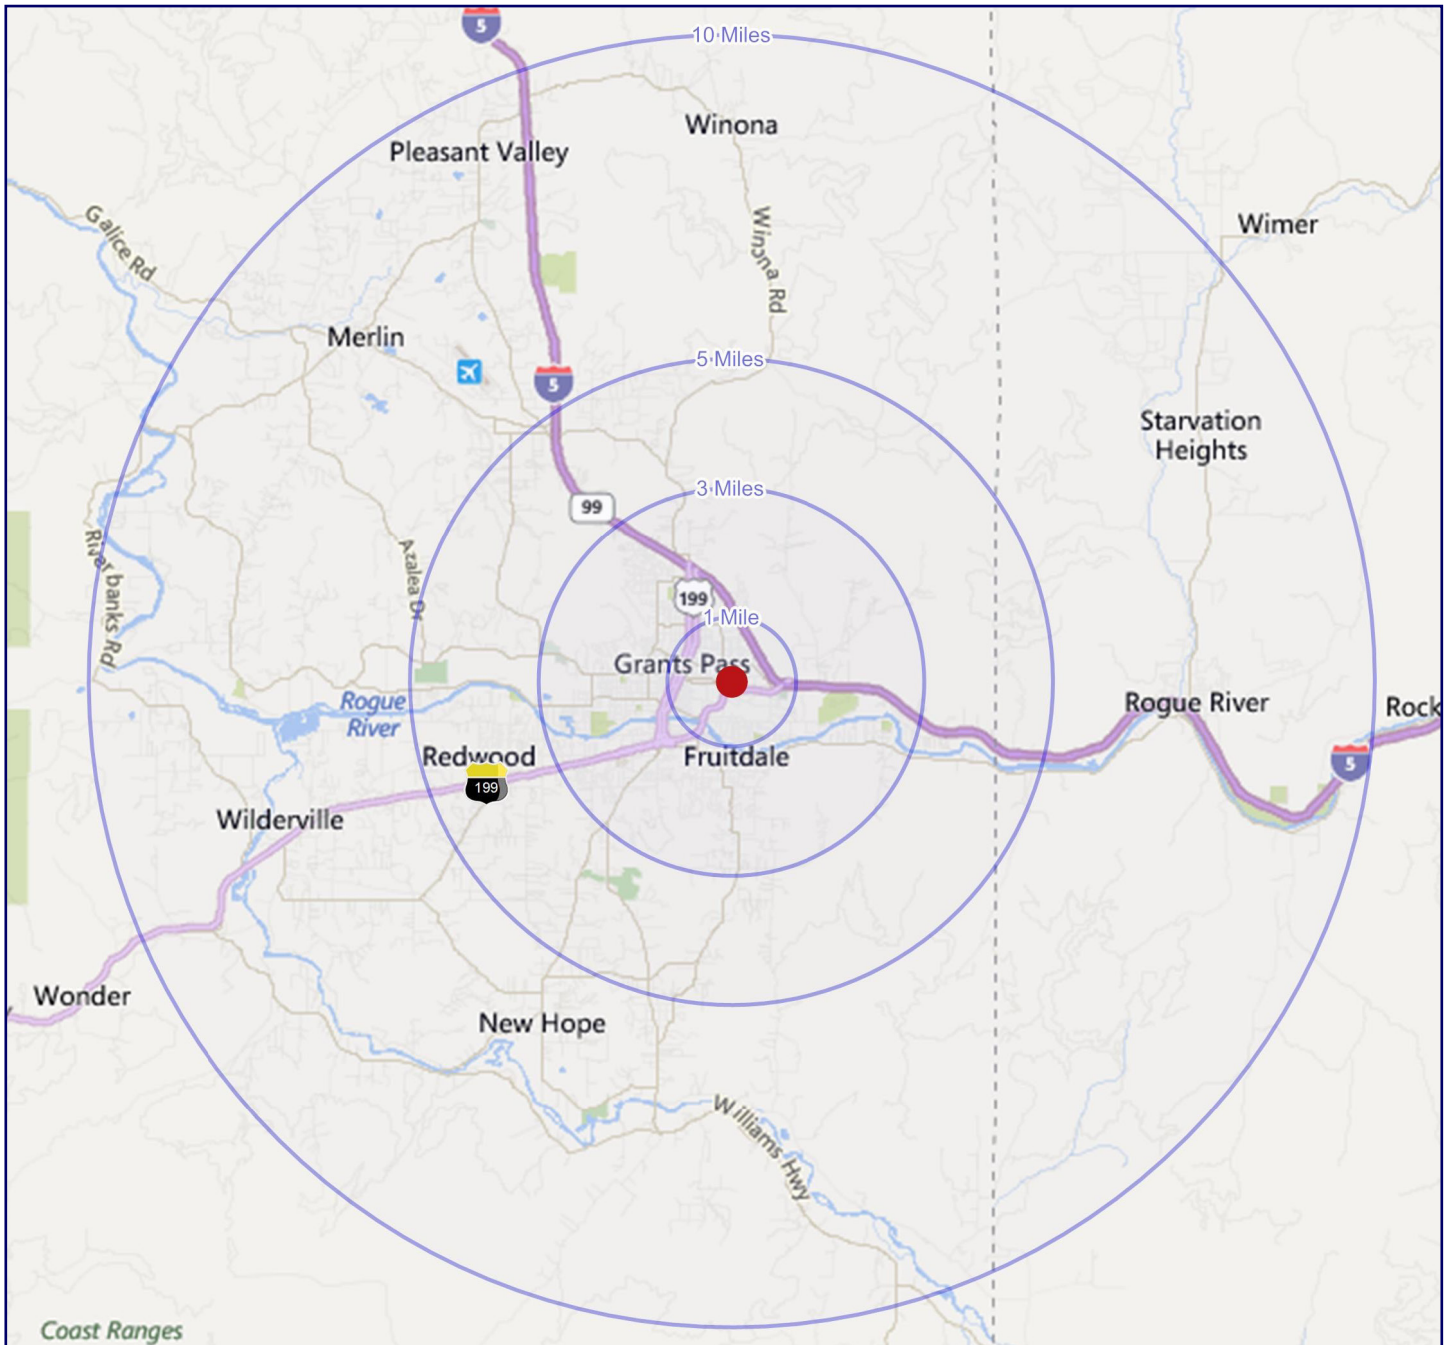 5
10 Miles
Winona
Pleasant Valley
Galice Rd
Winona Rd
Wimer
Merlin
5 Miles
5
Starvation
Heights
3 Miles
99
River banks Rd
Azalea Dr
199
1 Mile
Grants Pass
Rogue
River
Rogue River
Rock
Redwood
Fruitdale
5
199
Wilderville
Wonder
New Hope
Williams Hwy
Coast Ranges